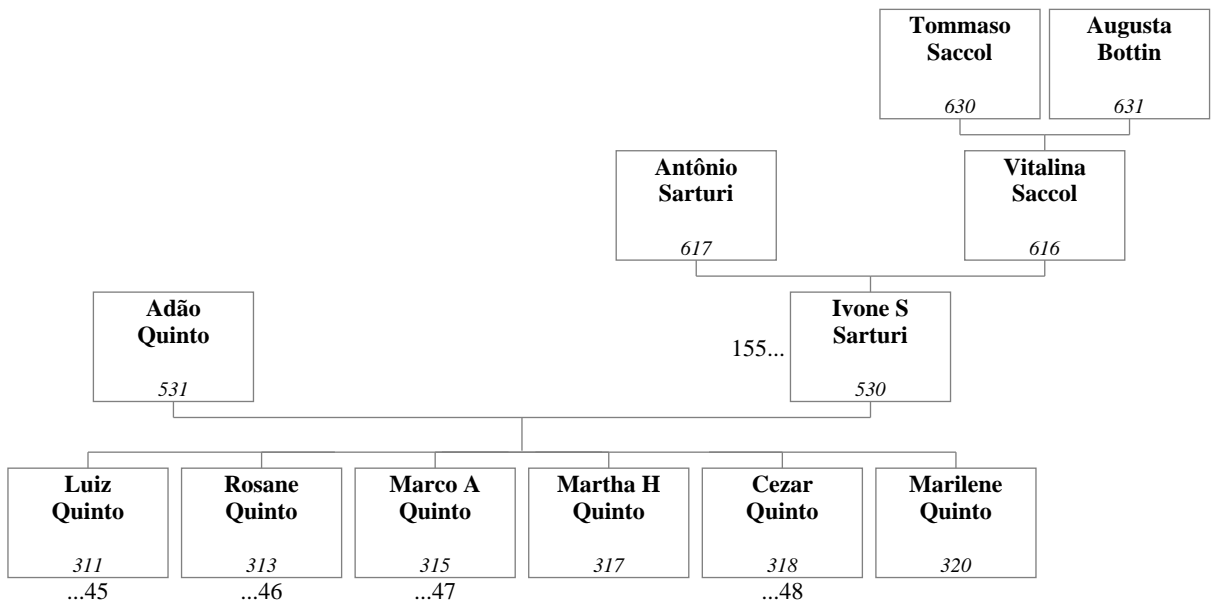 Tommaso
Saccol
630
Augusta
Bottin
631
Antônio
Sarturi
617
Vitalina
Saccol
616
Adão
Quinto
531
155...
Ivone S
Sarturi
530
Luiz
Quinto
311
...45
Rosane
Quinto
313
...46
Marco A
Quinto
315
...47
Martha H
Quinto
317
Cezar
Quinto
318
...48
Marilene
Quinto
320